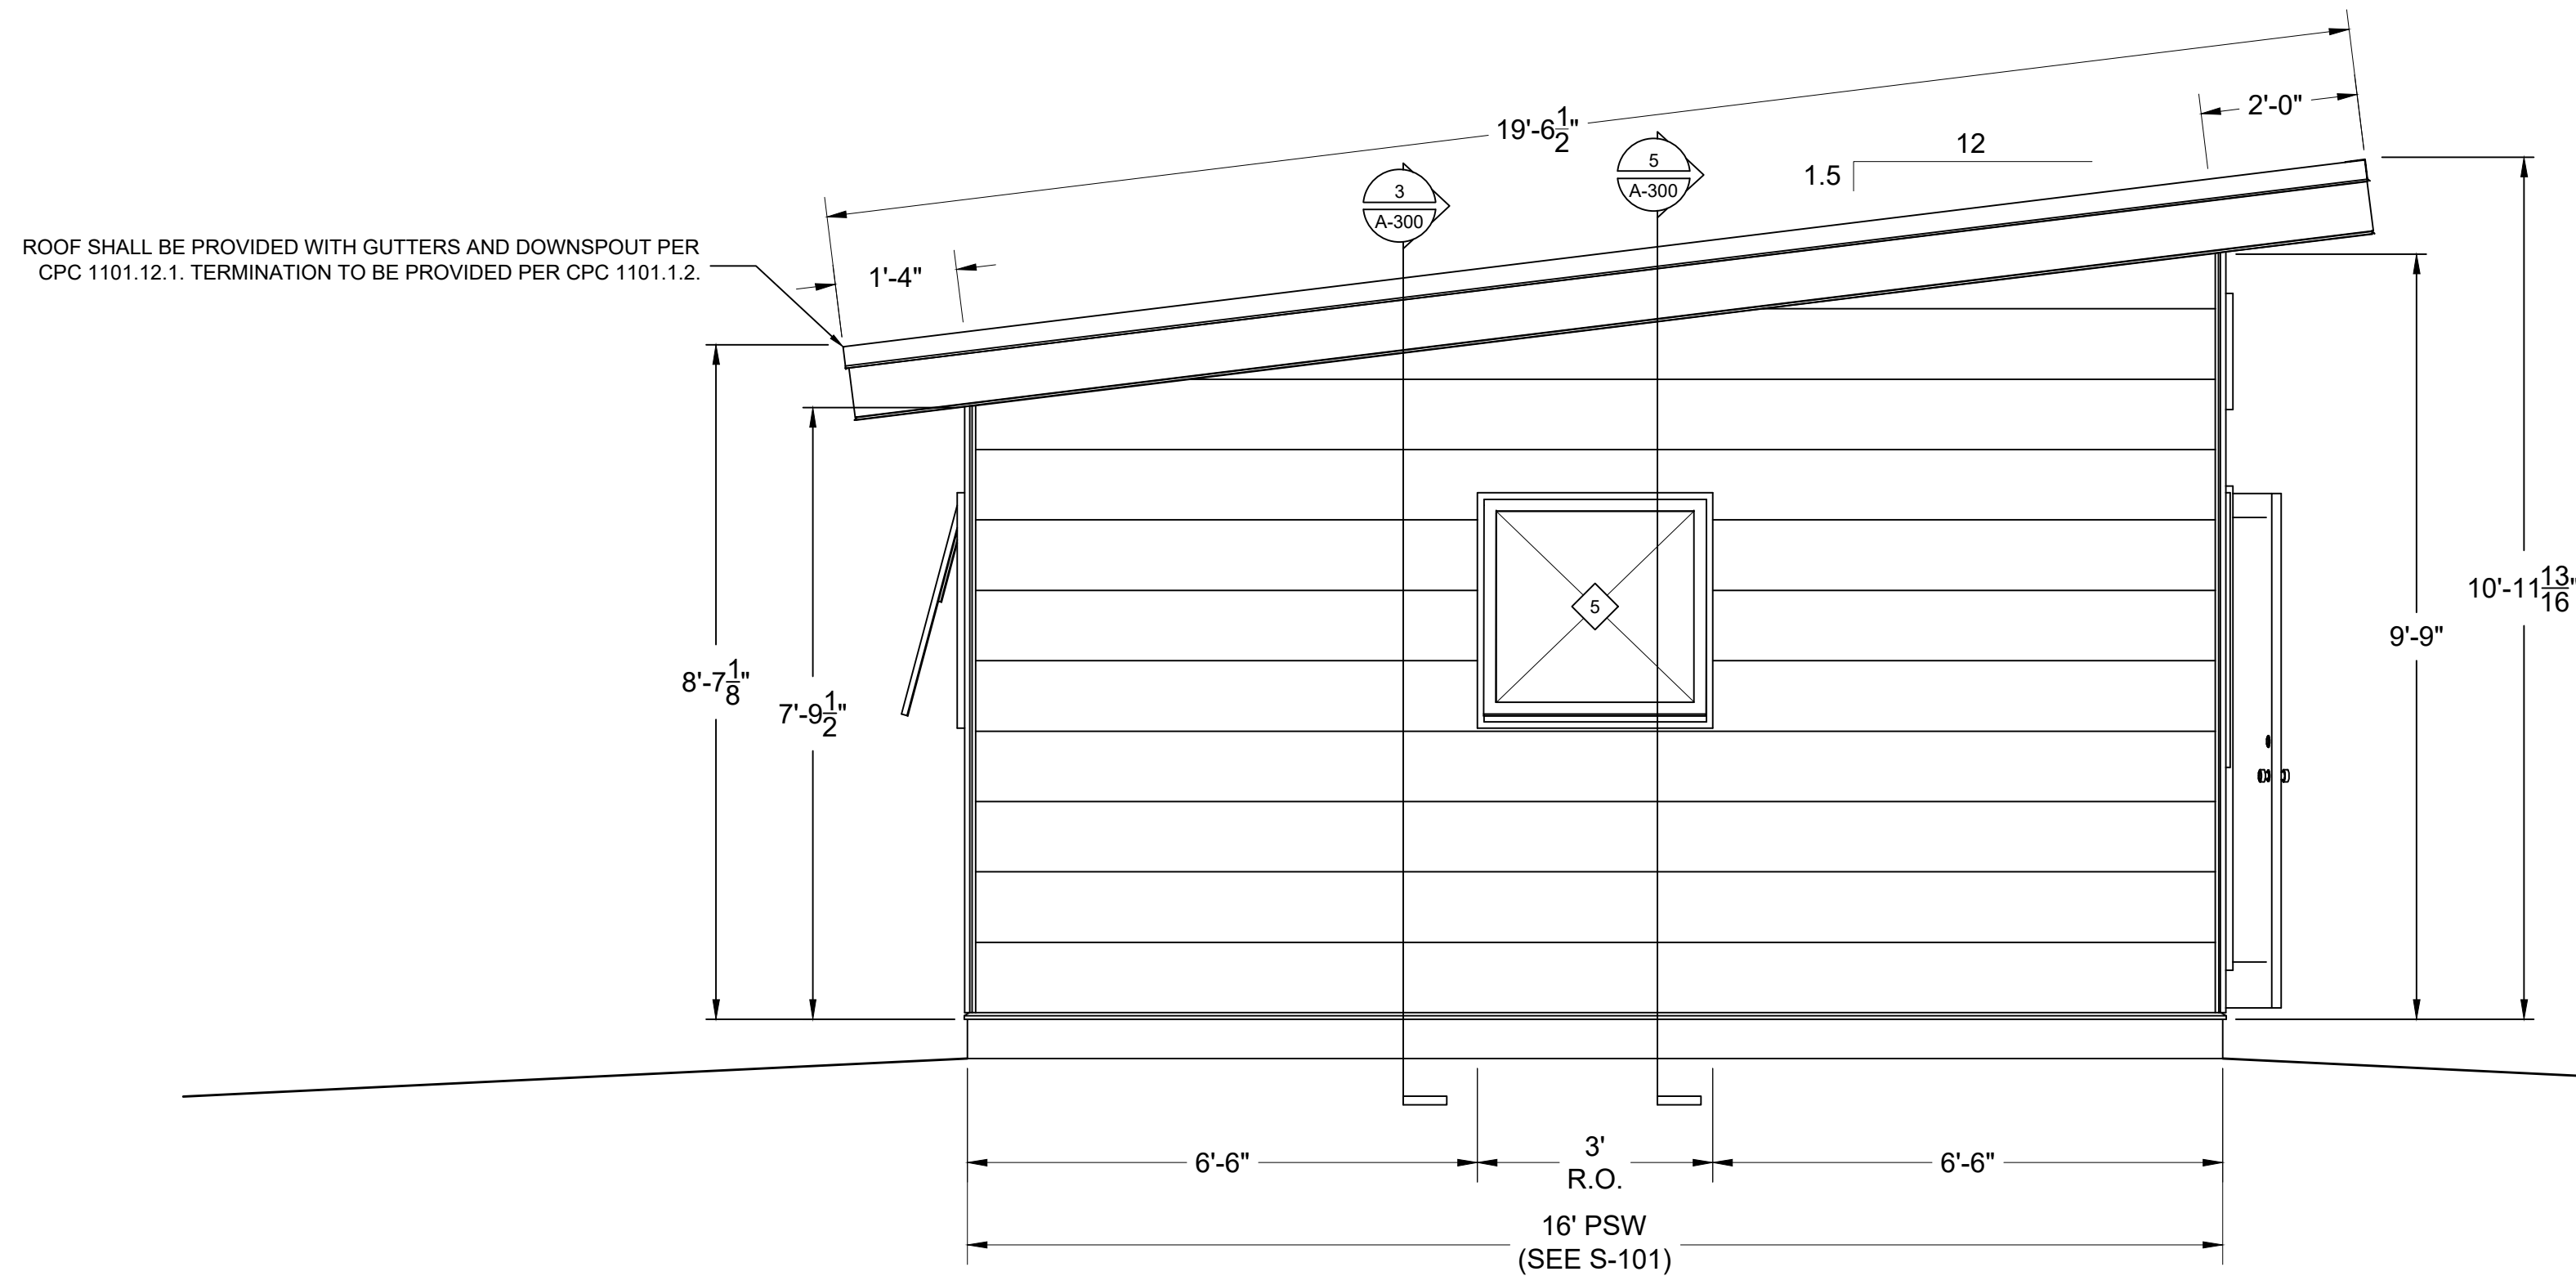 2'-0"
19'-6 1/2"
12
1.5
3
A-300
5
A-300
ROOF SHALL BE PROVIDED WITH GUTTERS AND DOWNSPOUT PER
CPC 1101.12.1. TERMINATION TO BE PROVIDED PER CPC 1101.1.2.
1'-4"
8'-7 1/8"
7'-9 1/2"
5
9'-9"
10'-11 13/16"
6'-6"
3'
R.O.
6'-6"
16' PSW
(SEE S-101)